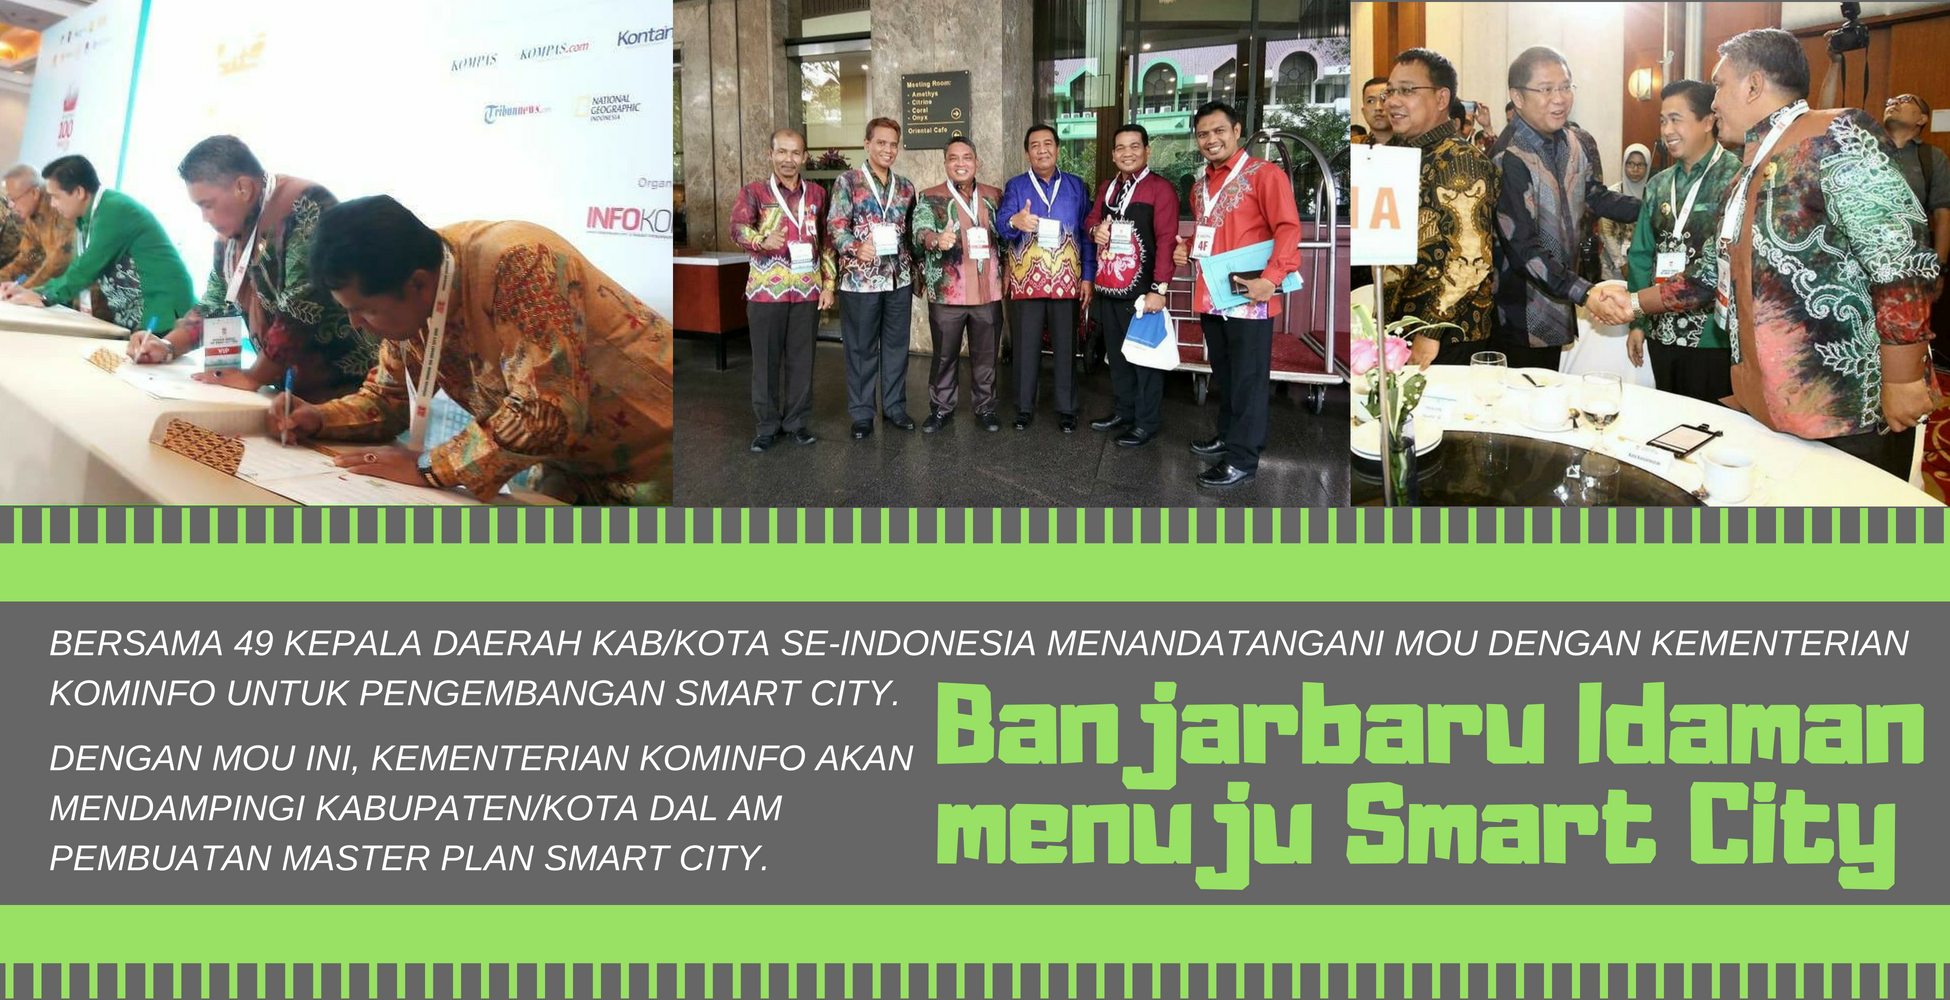 KOMPAS
KOMPAS.com
Tribunnews.com
NATIONAL
GEOGRAPHIC
INDONESIA
100
VIP
Meeting Room:
- Amethys
- Citrine
- Coral
- Onyx
Oriental Cafe
4F
A
BERSAMA 49 KEPALA DAERAH KAB/KOTA SE-INDONESIA MENANDATANGANI MOU DENGAN KEMENTERIAN
KOMINFO UNTUK PENGEMBANGAN SMART CITY.
DENGAN MOU INI, KEMENTERIAN KOMINFO AKAN
MENDAMPINGI KABUPATEN/KOTA DAL AM
PEMBUATAN MASTER PLAN SMART CITY.
Banjarbaru Idaman
menuju Smart City